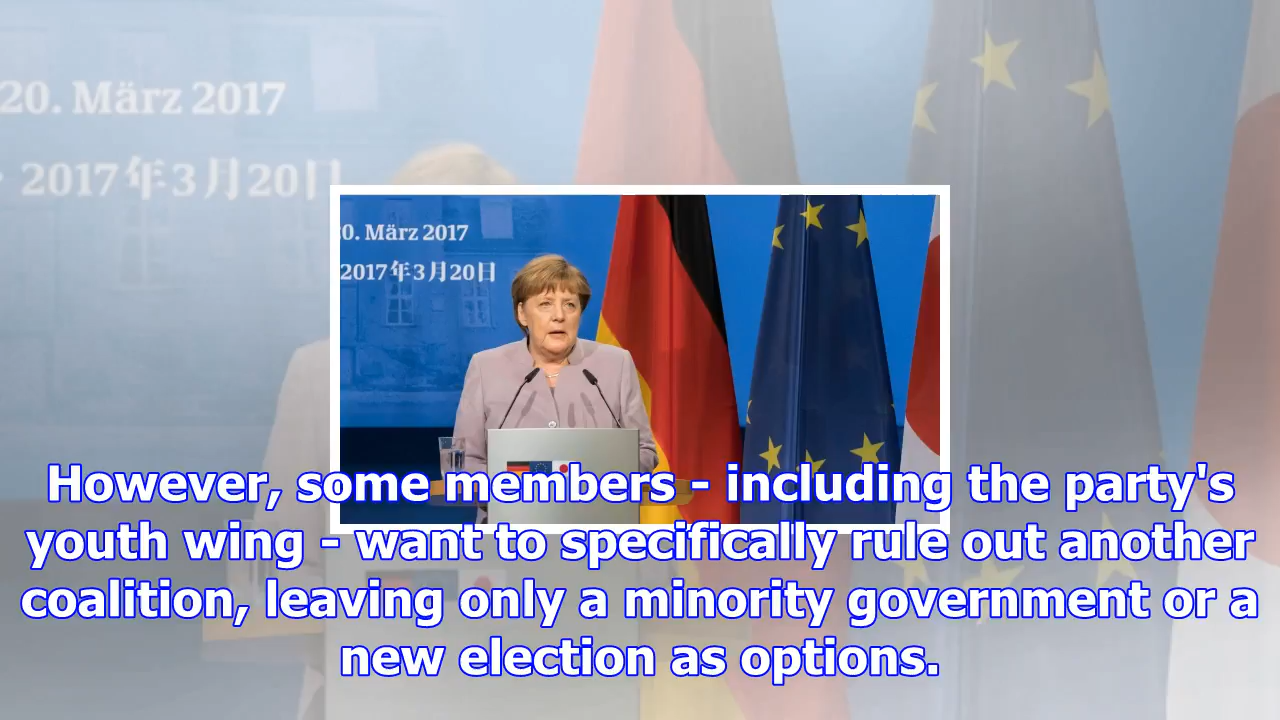 20. März 2017
· 2017年3月20日
0. März 2017
2017年3月20日
However, some members - including the party's
youth wing - want to specifically rule out another
coalition, leaving only a minority government or a
new election as options.